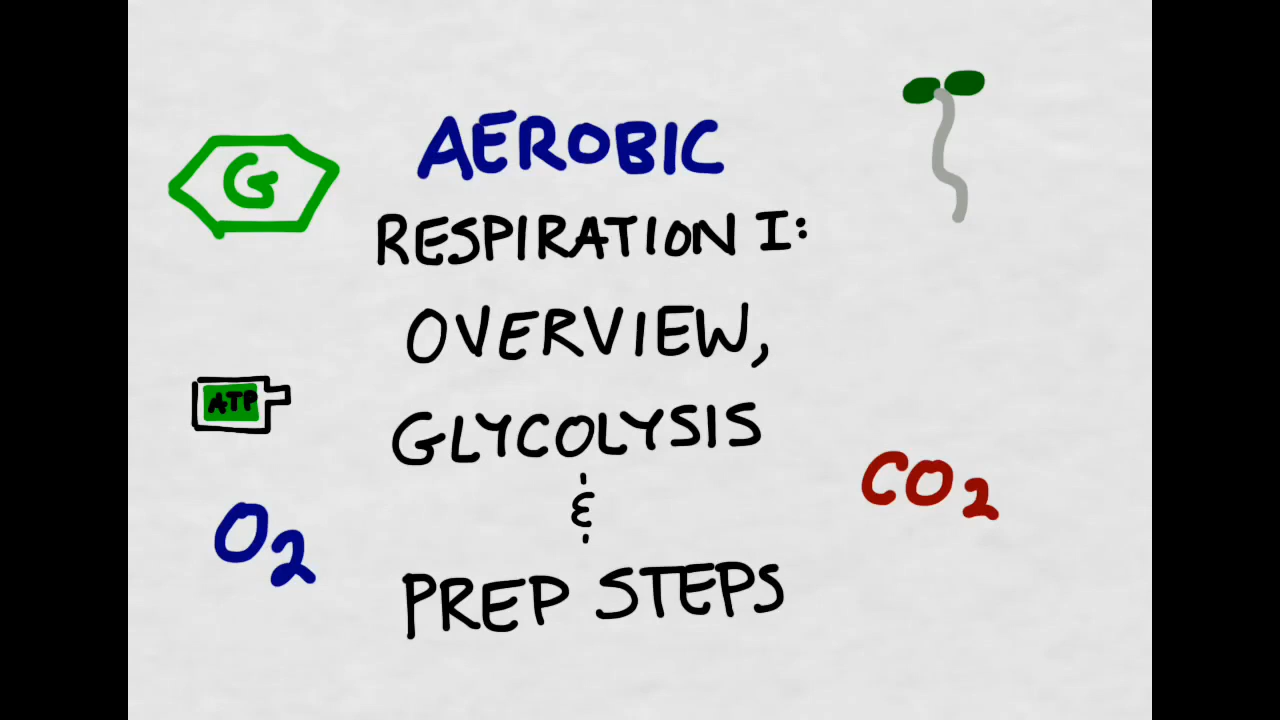 AEROBIC
G
RESPIRATION I:
OVERVIEW,
ATP
GLYCOLYSIS
CO2
&
O2
PREP STEPS